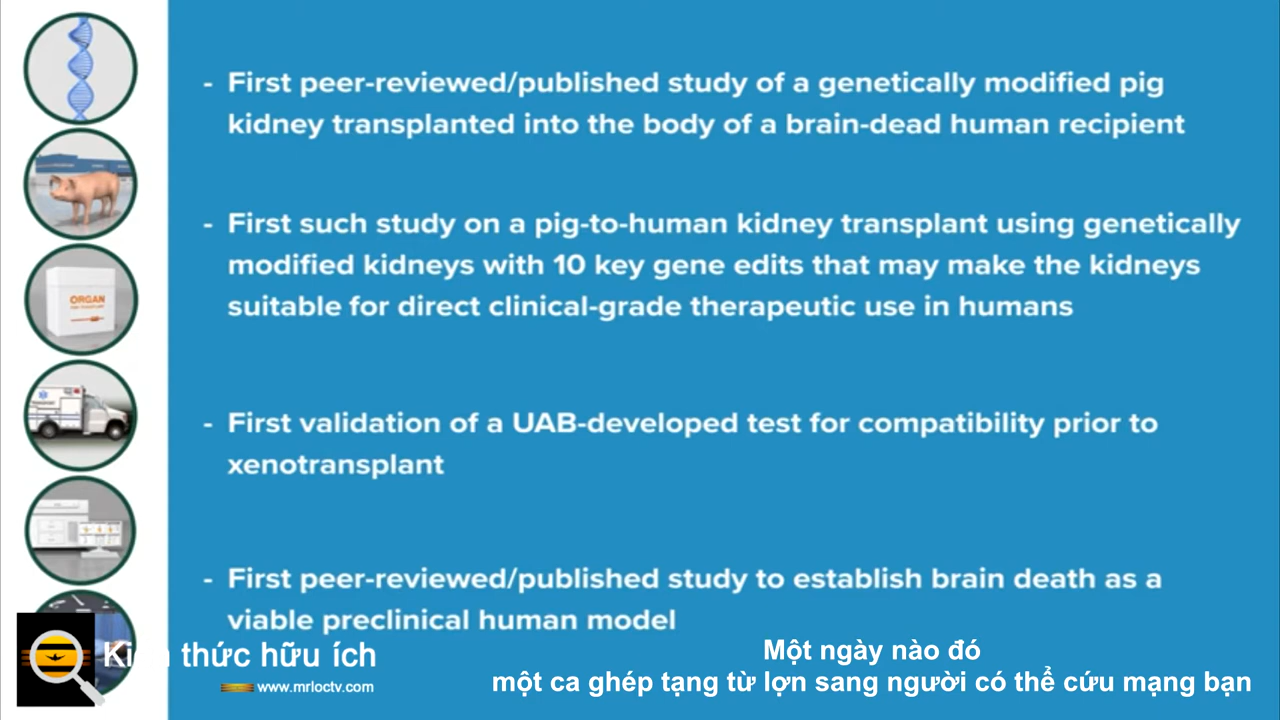 - First peer-reviewed/published study of a genetically modified pig
kidney transplanted into the body of a brain-dead human recipient
- First such study on a pig-to-human kidney transplant using genetically
modified kidneys with 10 key gene edits that may make the kidneys
suitable for direct clinical-grade therapeutic use in humans
ORGAN
- First validation of a UAB-developed test for compatibility prior to
xenotransplant
- First peer-reviewed/published study to establish brain death as a
viable preclinical human model
Kiến thức hữu ích
www.mrloctv.com
Một ngày nào đó
một ca ghép tạng từ lợn sang người có thể cứu mạng bạn